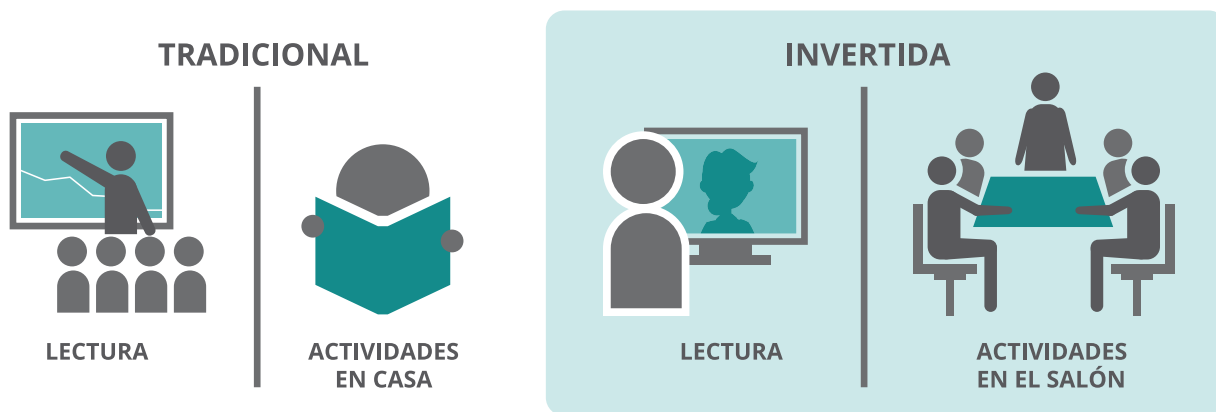 TRADICIONAL
LECTURA
ACTIVIDADES
EN CASA
INVERTIDA
LECTURA
ACTIVIDADES
EN EL SALÓN